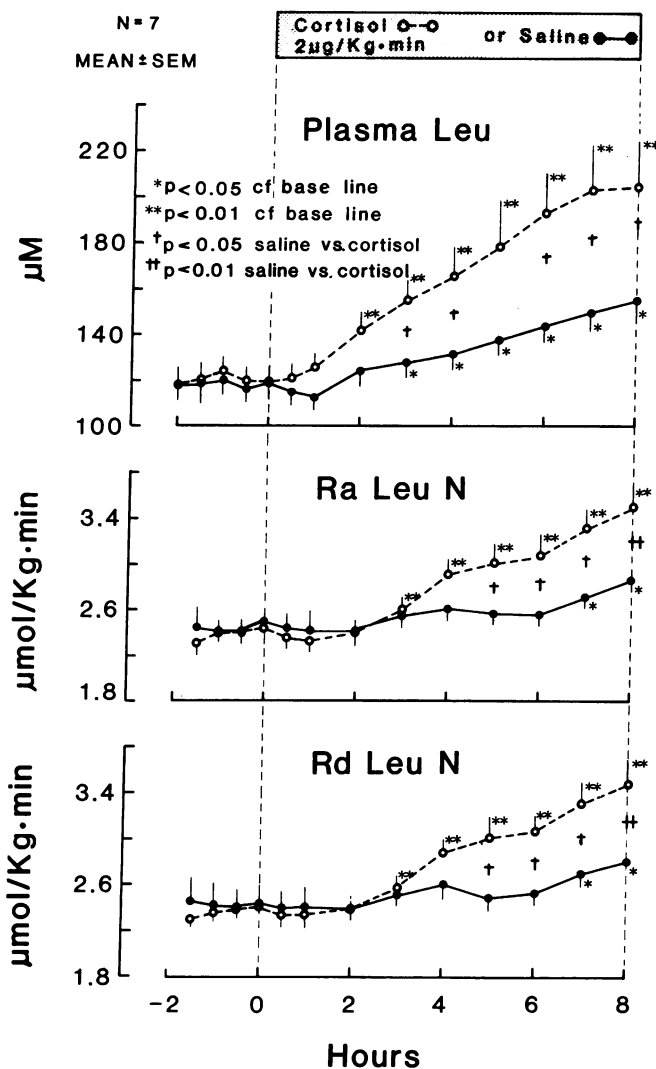 N=7
MEAN±SEM
Cortisol
2µg/Kg·min
or Saline
Plasma Leu
220
180
140
100
µM
*p<0.05 cf base line
**p<0.01 cf base line
†p<0.05 saline vs. cortisol
††p<0.01 saline vs. cortisol
** ** ** ** ** ** **
† † † † †
* * * * * *
Ra Leu N
3.4
2.6
1.8
µmol/Kg·min
** ** ** ** ** **
† † † ††
* *
Rd Leu N
3.4
2.6
1.8
µmol/Kg·min
** ** ** ** ** **
† † † ††
* *
-2 0 2 4 6 8
Hours